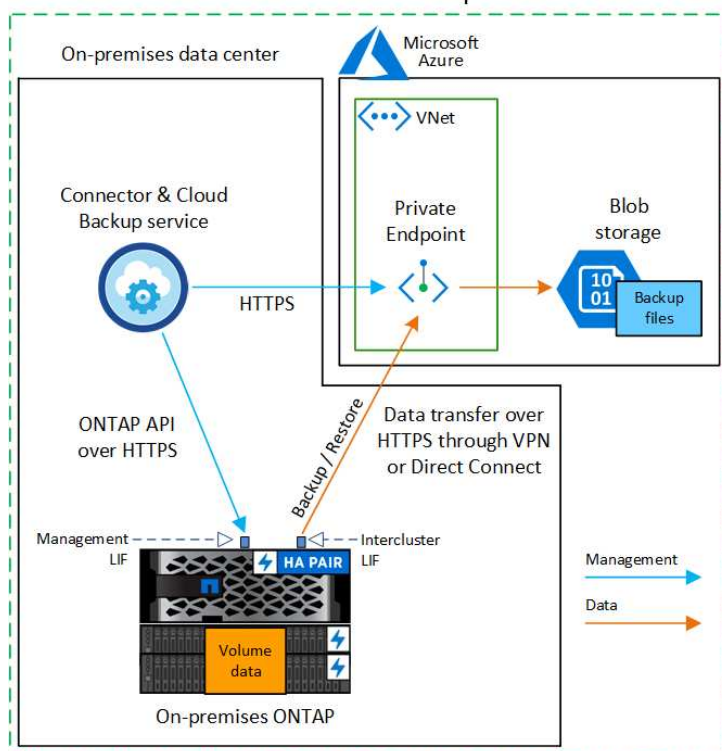 On-premises data center
Microsoft
Azure
VNet
Connector & Cloud
Backup service
Private
Endpoint
Blob
storage
10
01
Backup
files
HTTPS
ONTAP API
over HTTPS
Backup / Restore
Data transfer over
HTTPS through VPN
or Direct Connect
Management
LIF
Intercluster
LIF
HA PAIR
Management
Data
Volume
data
On-premises ONTAP